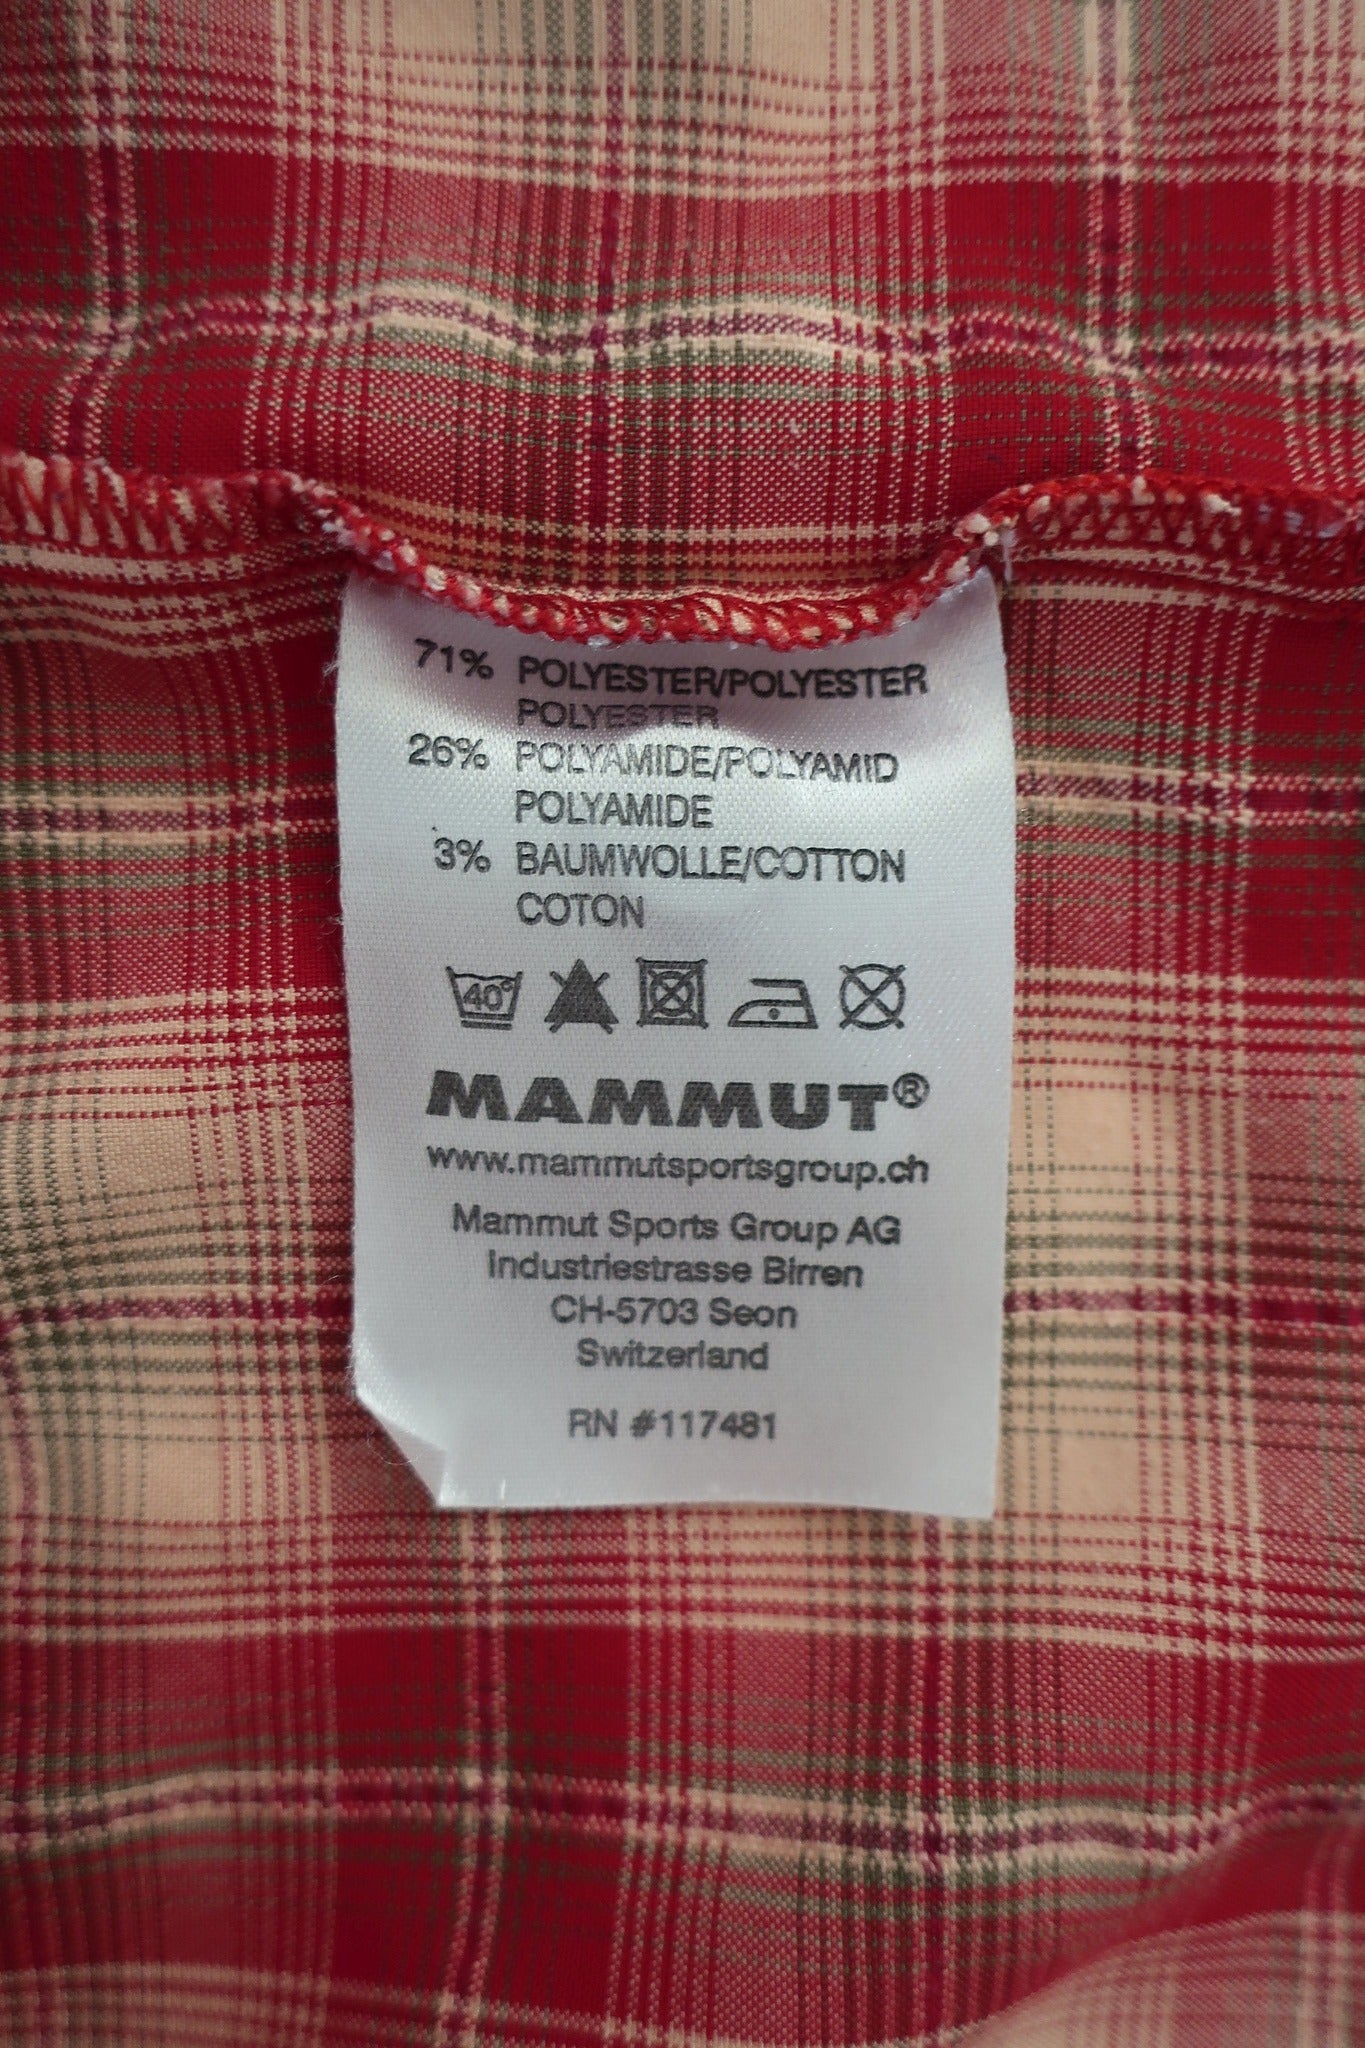 71% POLYESTER/POLYESTER
POLYESTER
26% POLYAMIDE/POLYAMID
POLYAMIDE
3% BAUMWOLLE/COTTON
COTON
40°
MAMMUT®
www.mammutsportsgroup.ch
Mammut Sports Group AG
Industriestrasse Birren
CH-5703 Seon
Switzerland
RN #117481